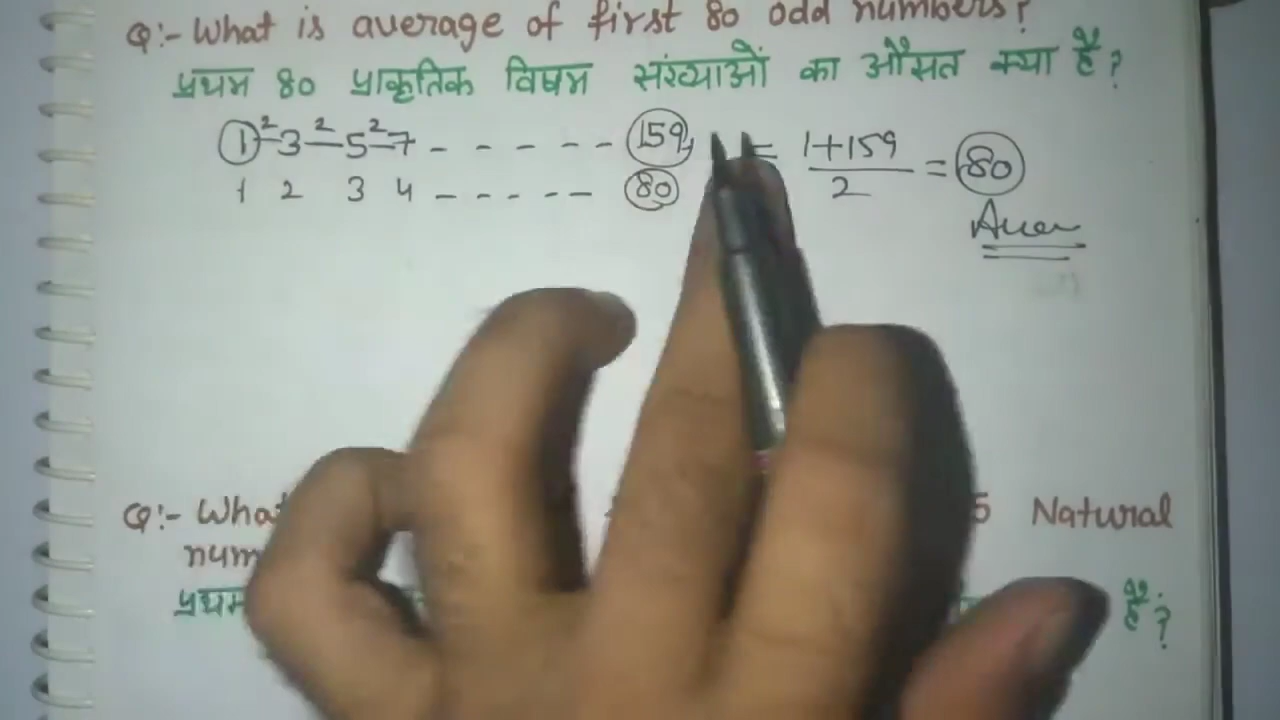 Q:- What is average of first 80 odd numbers?
प्रथम 80 प्राकृतिक विषम संख्याओं का औसत क्या है?
1 2 3 2 5 2 7 - - - - - 159, = 1+159/2 = 80
1 2 3 4 - - - - - 80
Q:- What 5 Natural
num
प्रथम है?